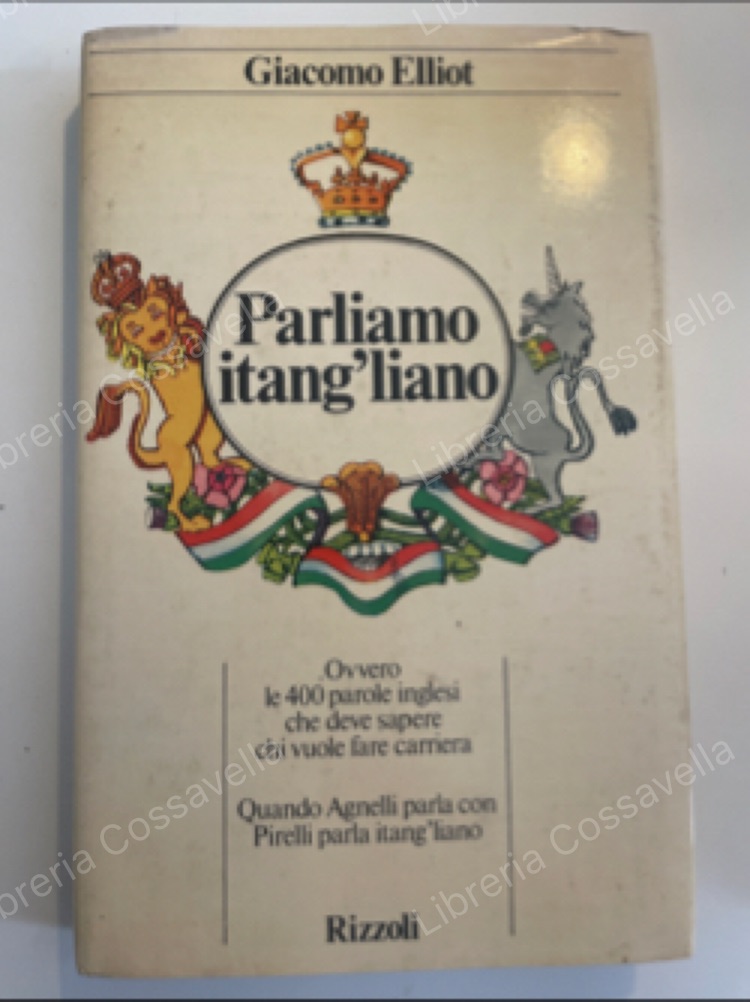 Giacomo Elliot
Parliamo
itang'liano
Ovvero
le 400 parole inglesi
che deve sapere
chi vuole fare carriera
Quando Agnelli parla con
Pirelli parla itang'liano
Rizzoli
Libreria Cossavella
Libreria Cossavella
Libreria Cossavella
Libreria Cossavella